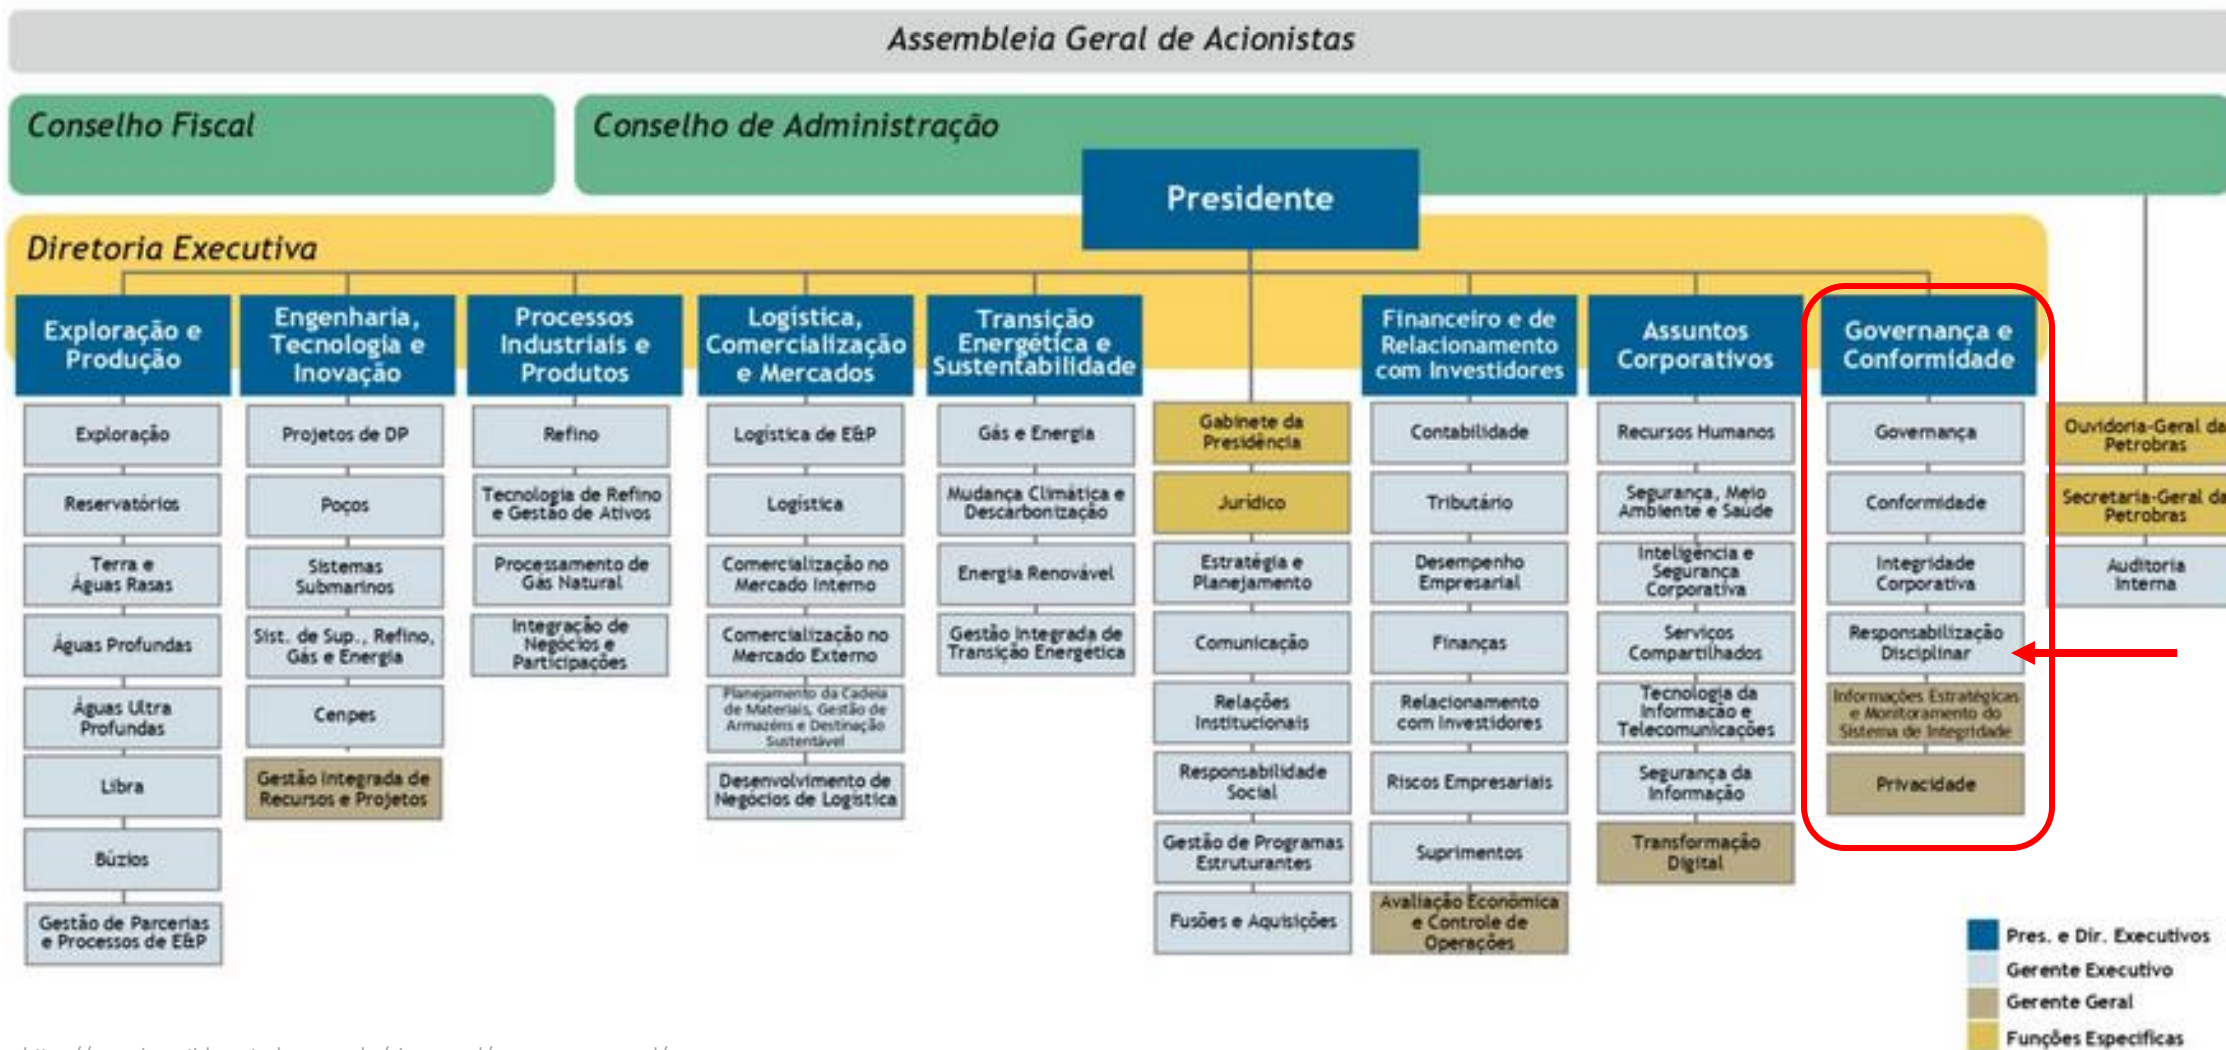 Assembleia Geral de Acionistas
Conselho Fiscal
Conselho de Administração
Presidente
Diretoria Executiva
Exploração e
Produção
Exploração
Reservatórios
Terra e
Águas Rasas
Águas Profundas
Águas Ultra
Profundas
Libra
Búzios
Gestão de Parcerias
e Processos de E&P
Engenharia,
Tecnologia e
Inovação
Projetos de DP
Poços
Sistemas
Submarinos
Sist. de Sup., Refino,
Gás e Energia
Cenpes
Gestão Integrada de
Recursos e Projetos
Processos
Industriais e
Produtos
Refino
Tecnologia de Refino
e Gestão de Ativos
Processamento de
Gás Natural
Integração de
Negócios e
Participações
Logística,
Comercialização
e Mercados
Logística de E&P
Logística
Comercialização no
Mercado Interno
Comercialização no
Mercado Externo
Planejamento da Cadeia
de Materiais, Gestão de
Armazéns e Destinação
Sustentável
Desenvolvimento de
Negócios de Logística
Transição
Energética e
Sustentabilidade
Gás e Energia
Mudança Climática e
Descarbonização
Energia Renovável
Gestão Integrada de
Transição Energética
Gabinete da
Presidência
Jurídico
Estratégia e
Planejamento
Comunicação
Relações
Institucionais
Responsabilidade
Social
Gestão de Programas
Estruturantes
Fusões e Aquisições
Financeiro e de
Relacionamento
com Investidores
Contabilidade
Tributário
Desempenho
Empresarial
Finanças
Relacionamento
com Investidores
Riscos Empresariais
Suprimentos
Avaliação Econômica
e Controle de
Operações
Assuntos
Corporativos
Recursos Humanos
Segurança, Meio
Ambiente e Saúde
Inteligência e
Segurança
Corporativa
Serviços
Compartilhados
Tecnologia da
Informação e
Telecomunicações
Segurança da
Informação
Transformação
Digital
Governança e
Conformidade
Governança
Conformidade
Integridade
Corporativa
Responsabilização
Disciplinar
Informações Estratégicas
e Monitoramento do
Sistema de Integridade
Privacidade
Ouvidoria-Geral da
Petrobras
Secretaria-Geral da
Petrobras
Auditoria
Interna
Pres. e Dir. Executivos
Gerente Executivo
Gerente Geral
Funções Específicas